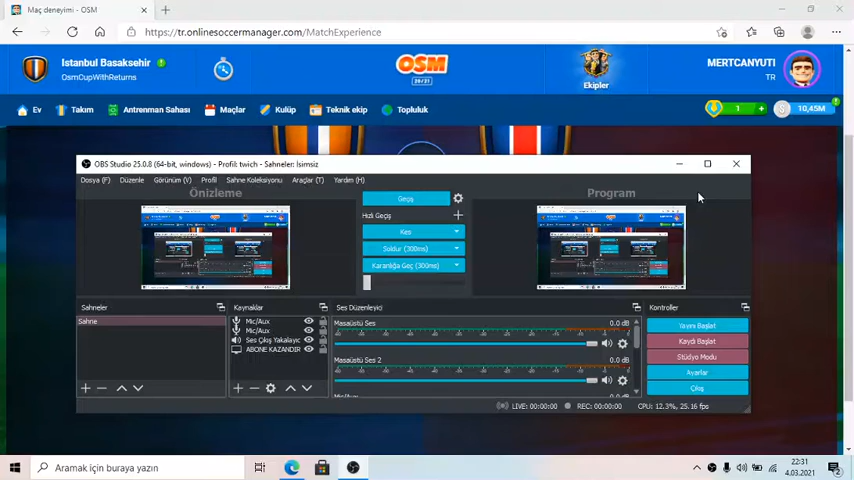 Maç deneyimi - OSM
https://tr.onlinesoccermanager.com/MatchExperience
Istanbul Basaksehir
OsmCupWithReturns
OSM
20/21
Ekipler
MERTCANYUTI
TR
Ev
Takım
Antrenman Sahası
Maçlar
Kulüp
Teknik ekip
Topluluk
1
10,45M
OBS Studio 25.0.8 (64-bit, windows) - Profil: twich - Sahneler: İsimsiz
Dosya (F)
Düzenle
Görünüm (V)
Profil
Sahne Koleksiyonu
Araçlar (T)
Yardım (H)
Önizleme
Program
Geçiş
Hızlı Geçiş
Kes
Soldur (300ms)
Karanlığa Geç (300ms)
Sahneler
Kaynaklar
Ses Düzenleyici
Kontroller
Sahne
Mic/Aux
Mic/Aux
Ses Çıkış Yakalayıc
ABONE KAZANDIR
Masaüstü Ses
0.0 dB
Masaüstü Ses 2
0.0 dB
Yayını Başlat
Kaydı Başlat
Stüdyo Modu
Ayarlar
Çıkış
LIVE: 00:00:00
REC: 00:00:00
CPU: 12.3%, 25.16 fps
Aramak için buraya yazın
22:31
4.03.2021
2